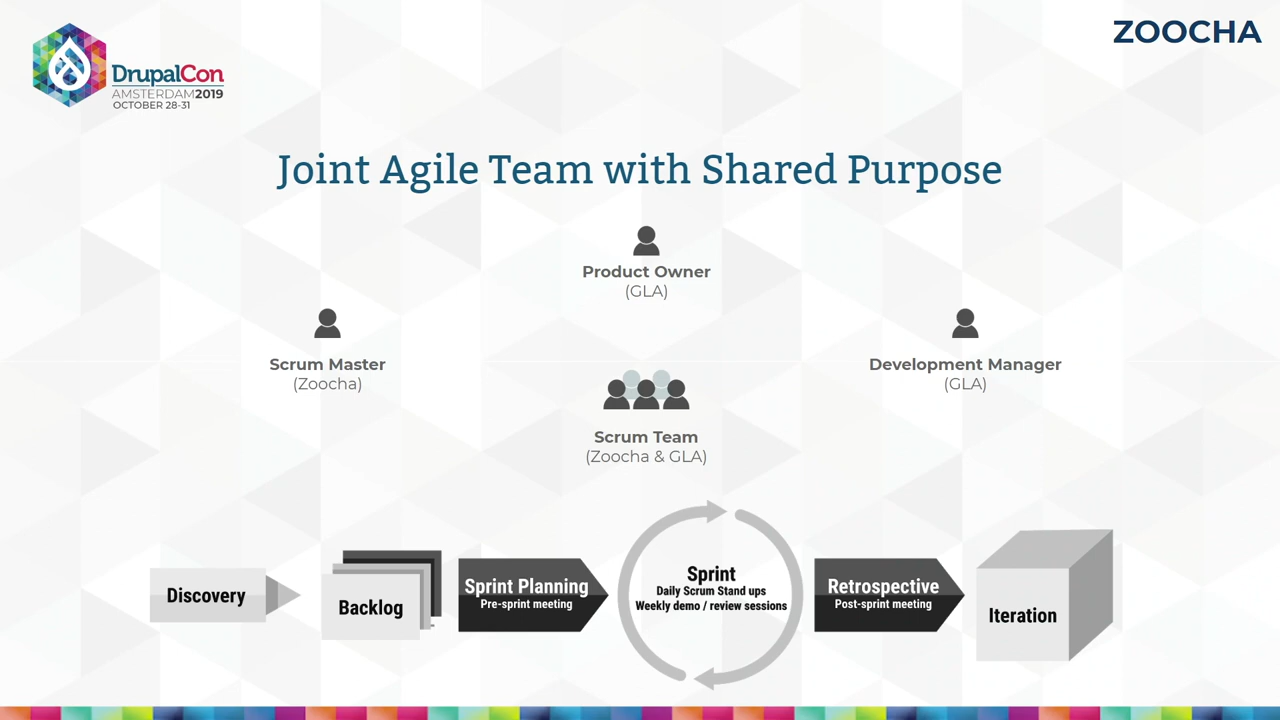 ZOOCHA
DrupalCon
AMSTERDAM2019
OCTOBER 28-31
Joint Agile Team with Shared Purpose
Product Owner
(GLA)
Scrum Master
(Zoocha)
Development Manager
(GLA)
Scrum Team
(Zoocha & GLA)
Discovery
Backlog
Sprint Planning
Pre-sprint meeting
Sprint
Daily Scrum Stand ups
Weekly demo / review sessions
Retrospective
Post-sprint meeting
Iteration